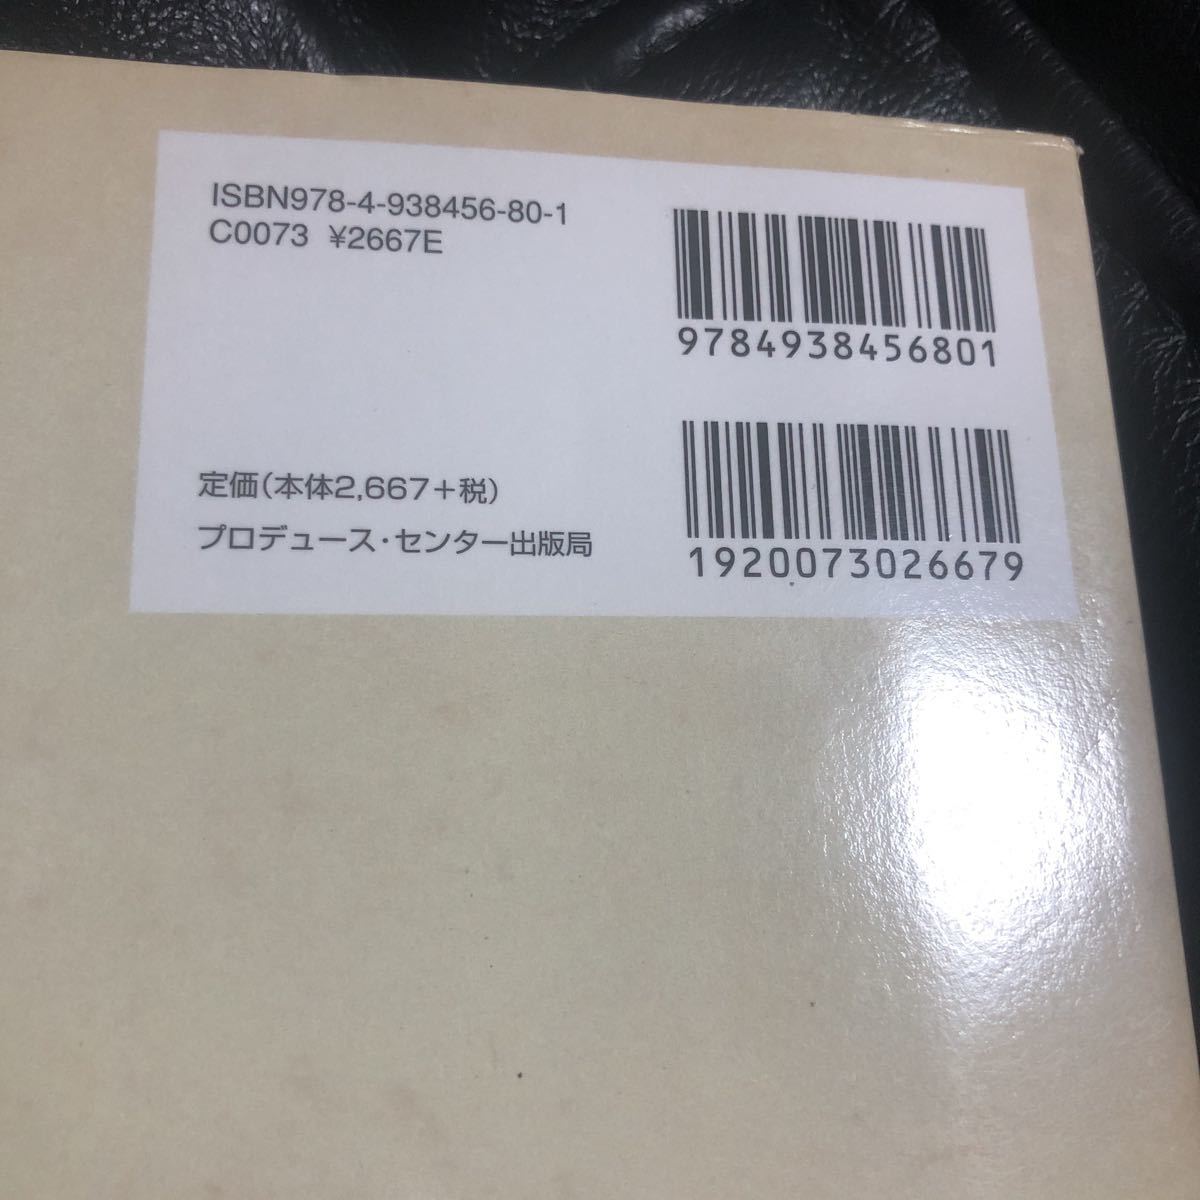 ISBN978-4-938456-80-1
C0073 ¥2667E
9784938456801
定価(本体2,667+税)
プロデュース・センター出版局
1920073026679